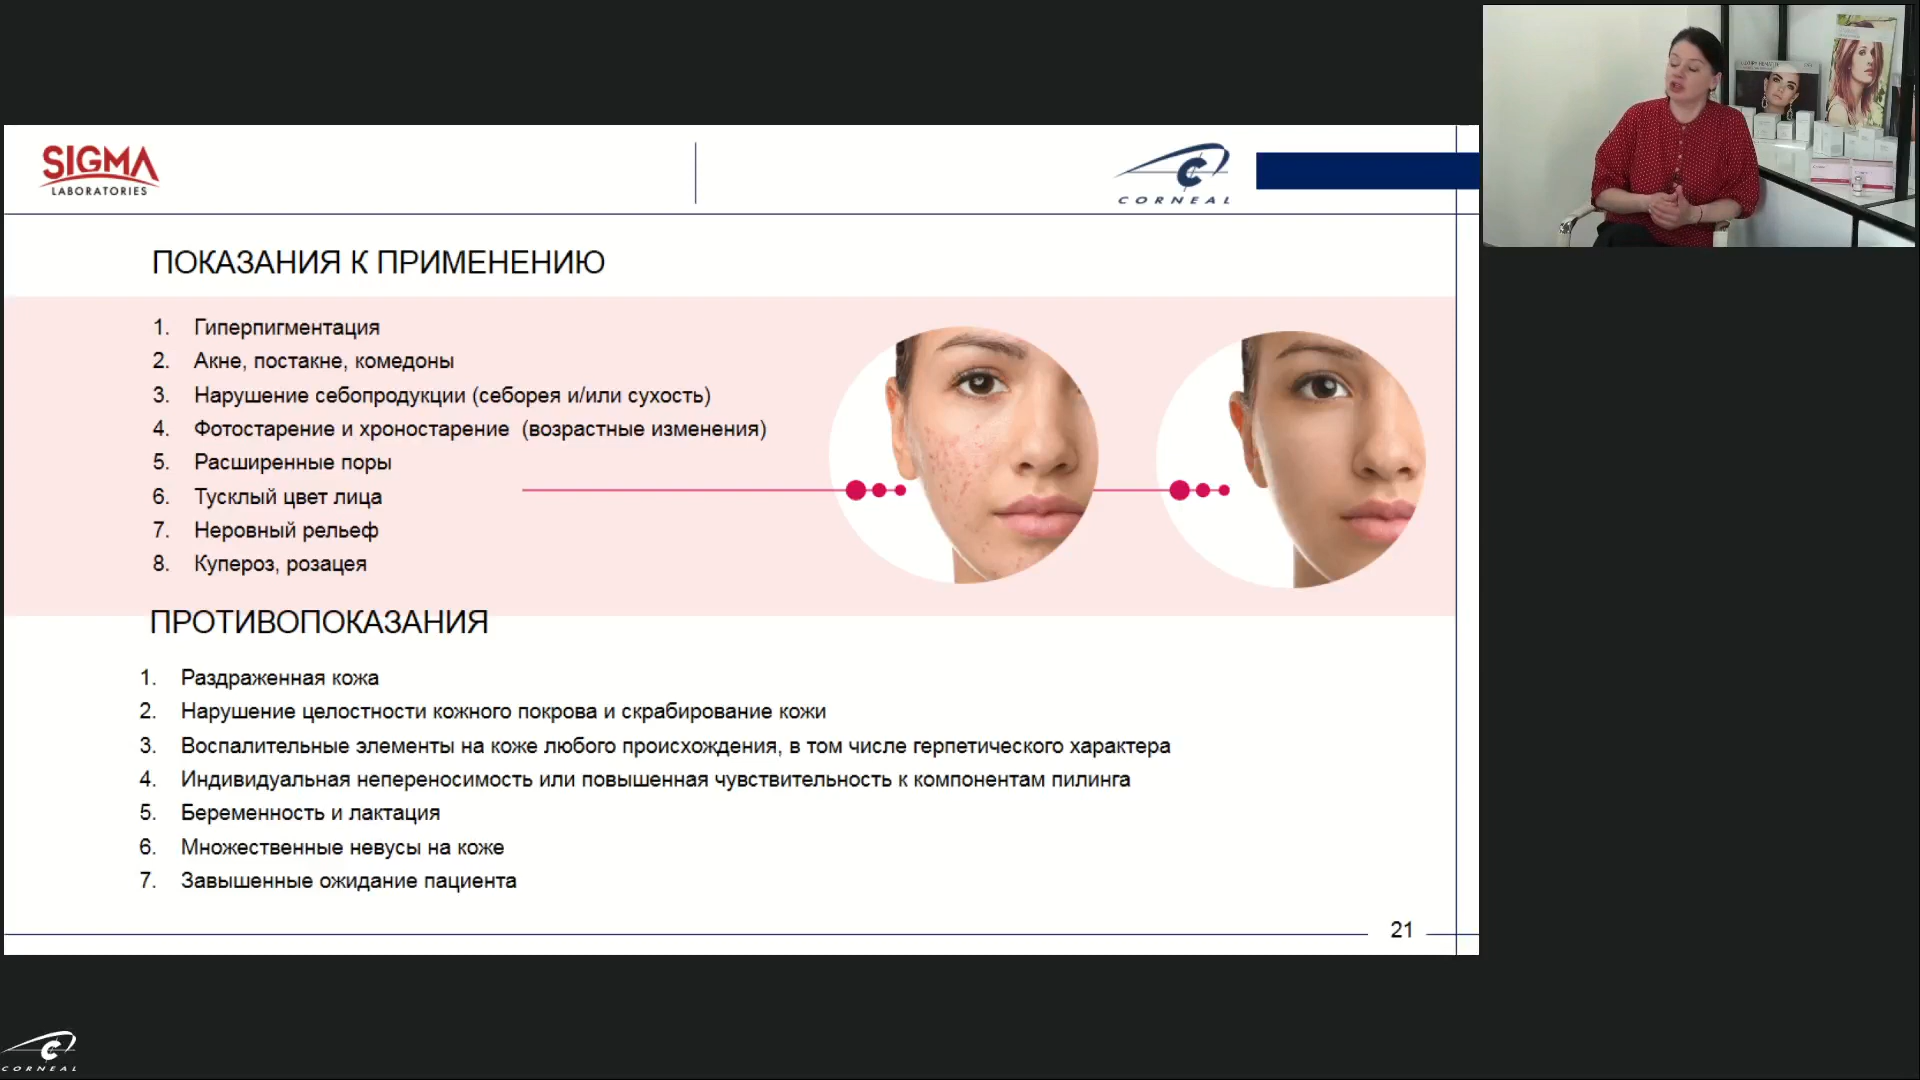 SIGMA
LABORATORIES
CORNEAL
ПОКАЗАНИЯ К ПРИМЕНЕНИЮ
1. Гиперпигментация
2. Акне, постакне, комедоны
3. Нарушение себопродукции (себорея и/или сухость)
4. Фотостарение и хроностарение (возрастные изменения)
5. Расширенные поры
6. Тусклый цвет лица
7. Неровный рельеф
8. Купероз, розацея
ПРОТИВОПОКАЗАНИЯ
1. Раздраженная кожа
2. Нарушение целостности кожного покрова и скрабирование кожи
3. Воспалительные элементы на коже любого происхождения, в том числе герпетического характера
4. Индивидуальная непереносимость или повышенная чувствительность к компонентам пилинга
5. Беременность и лактация
6. Множественные невусы на коже
7. Завышенные ожидание пациента
21
CORNEAL